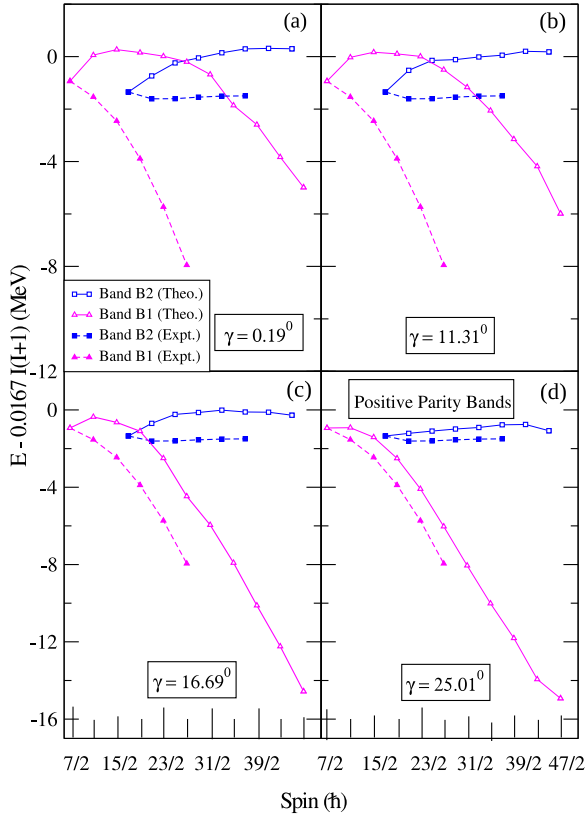 (a)
(b)
0
-4
-8
-12
Band B2 (Theo.)
Band B1 (Theo.)
Band B2 (Expt.)
Band B1 (Expt.)
γ = 0.19⁰
γ = 11.31⁰
E - 0.0167 I(I+1) (MeV)
(c)
(d)
Positive Parity Bands
0
-4
-8
-12
-16
γ = 16.69⁰
γ = 25.01⁰
7/2 15/2 23/2 31/2 39/2 7/2 15/2 23/2 31/2 39/2 47/2
Spin (ħ)